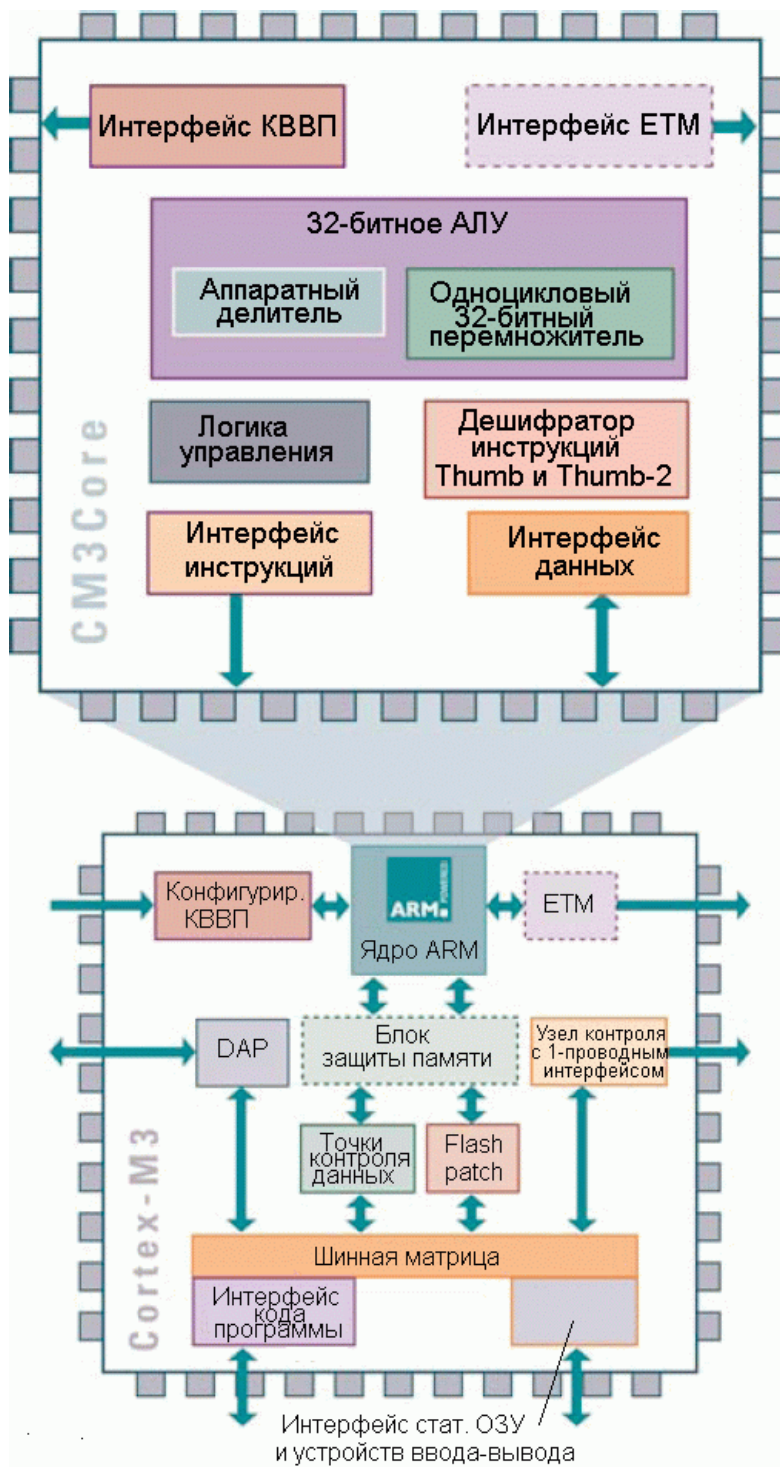 Интерфейс КВВП
Интерфейс ETM
32-битное АЛУ
Аппаратный
делитель
Одноцикловый
32-битный
перемножитель
Логика
управления
Дешифратор
инструкций
Thumb и Thumb-2
Интерфейс
инструкций
Интерфейс
данных
CM3Core
Конфигурир.
КВВП
ARM
POWERED
Ядро ARM
ETM
DAP
Блок
защиты памяти
Узел контроля
с 1-проводным
интерфейсом
Точки
контроля
данных
Flash
patch
Cortex-M3
Шинная матрица
Интерфейс
кода
программы
Интерфейс стат. ОЗУ
и устройств ввода-вывода